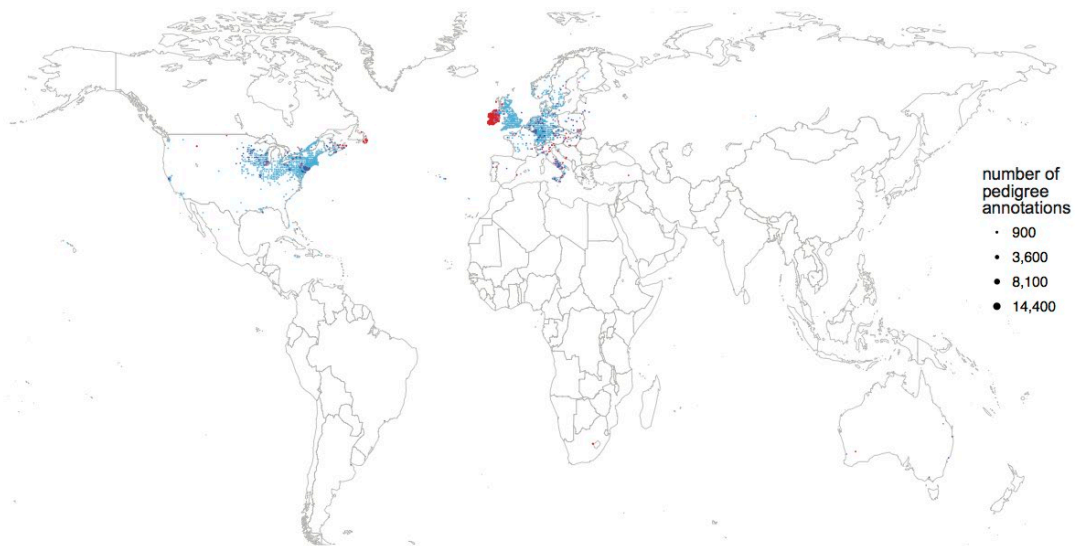 number of
pedigree
annotations
900
3,600
8,100
14,400